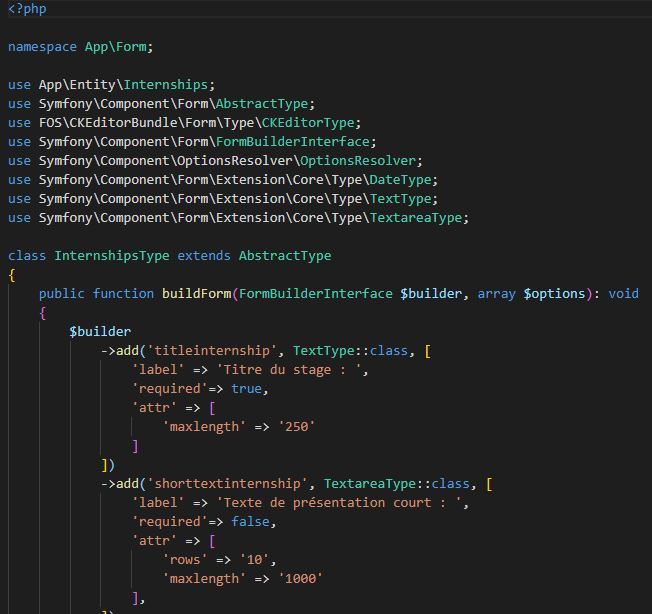 <?php
namespace App\Form;
use App\Entity\Internships;
use Symfony\Component\Form\AbstractType;
use FOS\CKEditorBundle\Form\Type\CKEditorType;
use Symfony\Component\Form\FormBuilderInterface;
use Symfony\Component\OptionsResolver\OptionsResolver;
use Symfony\Component\Form\Extension\Core\Type\DateType;
use Symfony\Component\Form\Extension\Core\Type\TextType;
use Symfony\Component\Form\Extension\Core\Type\TextareaType;
class InternshipsType extends AbstractType
{
public function buildForm(FormBuilderInterface $builder, array $options): void
{
$builder
->add('titleinternship', TextType::class, [
'label' => 'Titre du stage : ',
'required'=> true,
'attr' => [
'maxlength' => '250'
]
])
->add('shorttextinternship', TextareaType::class, [
'label' => 'Texte de présentation court : ',
'required'=> false,
'attr' => [
'rows' => '10',
'maxlength' => '1000'
],